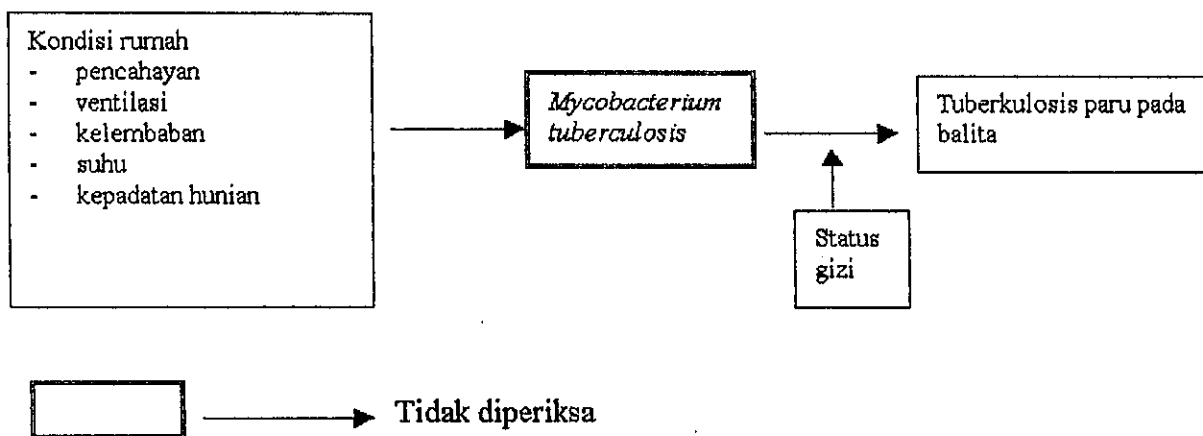 Kondisi rumah
- pencahayan
- ventilasi
- kelembaban
- suhu
- kepadatan hunian
Mycobacterium
tuberculosis
Tuberkulosis paru pada
balita
Status
gizi
Tidak diperiksa